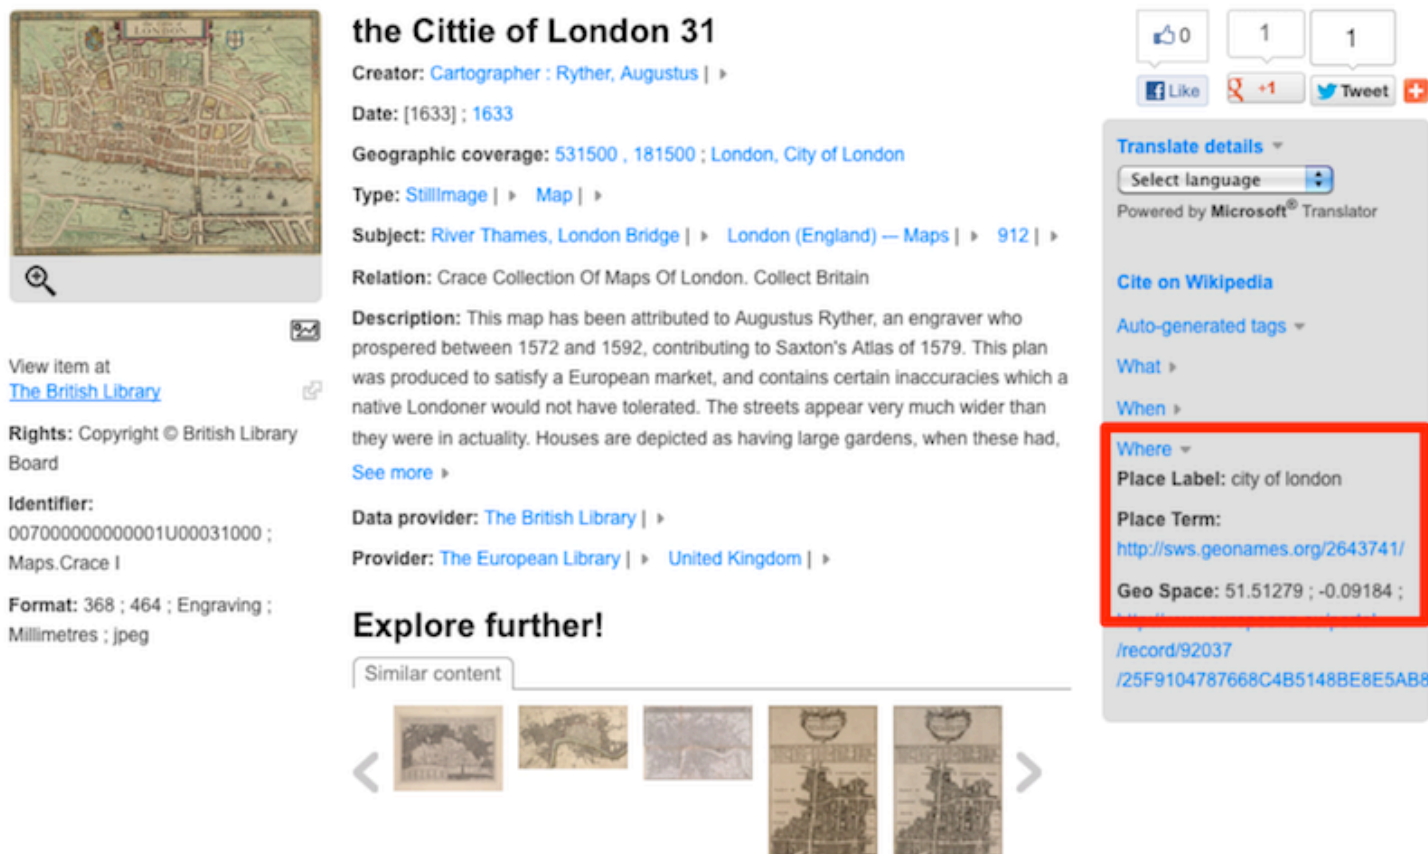 the Cittie of
LONDON
View item at
The British Library
Rights: Copyright © British Library
Board
Identifier:
007000000000001U00031000 ;
Maps.Crace I
Format: 368 ; 464 ; Engraving ;
Millimetres ; jpeg
the Cittie of London 31
Creator: Cartographer : Ryther, Augustus |
Date: [1633] ; 1633
Geographic coverage: 531500 , 181500 ; London, City of London
Type: StillImage | Map |
Subject: River Thames, London Bridge | London (England) --- Maps | 912 |
Relation: Crace Collection Of Maps Of London. Collect Britain
Description: This map has been attributed to Augustus Ryther, an engraver who
prospered between 1572 and 1592, contributing to Saxton's Atlas of 1579. This plan
was produced to satisfy a European market, and contains certain inaccuracies which a
native Londoner would not have tolerated. The streets appear very much wider than
they were in actuality. Houses are depicted as having large gardens, when these had,
See more
Data provider: The British Library |
Provider: The European Library | United Kingdom |
Explore further!
Similar content
0 1 1
Like +1 Tweet
Translate details
Select language
Powered by Microsoft® Translator
Cite on Wikipedia
Auto-generated tags
What
When
Where
Place Label: city of london
Place Term:
http://sws.geonames.org/2643741/
Geo Space: 51.51279 ; -0.09184 ;
/record/92037
/25F9104787668C4B5148BE8E5AB8